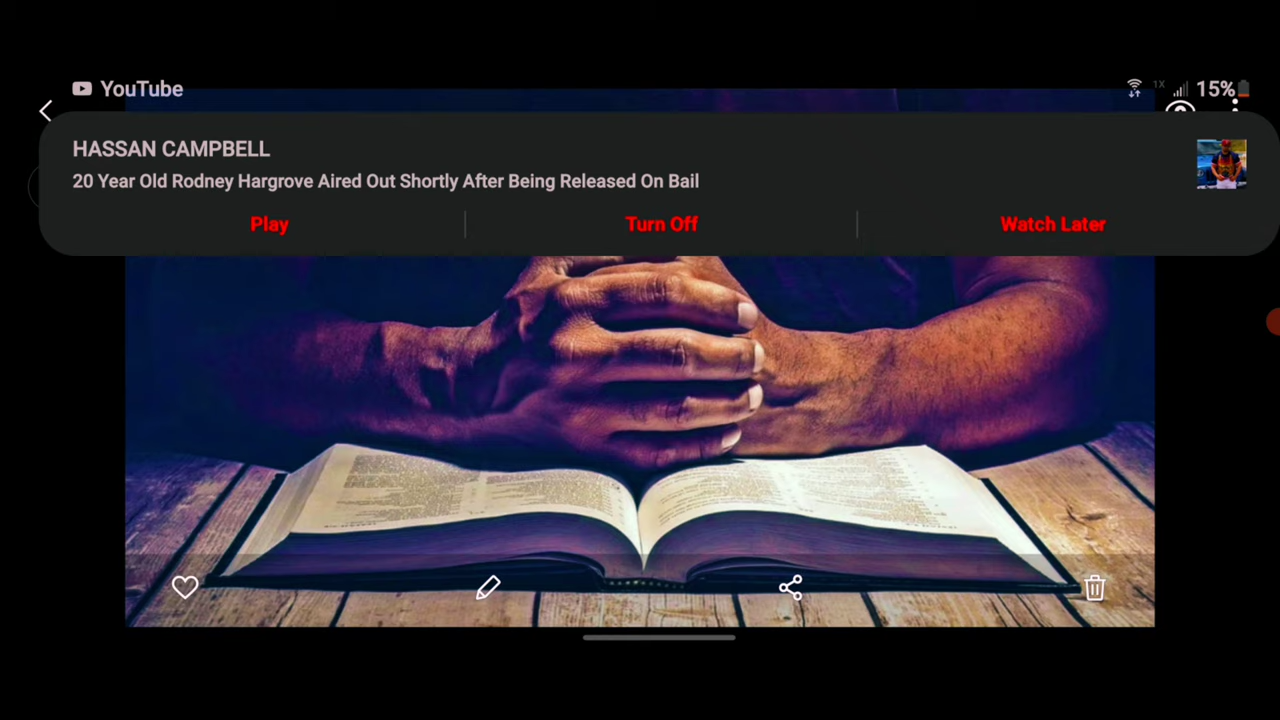 YouTube
1X
15%
HASSAN CAMPBELL
20 Year Old Rodney Hargrove Aired Out Shortly After Being Released On Bail
Play
Turn Off
Watch Later